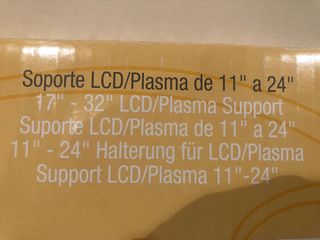 Soporte LCD/Plasma de 11" a 24"
17" - 32" LCD/Plasma Support
Suporte LCD/Plasma de 11" a 24"
11" - 24" Halterung für LCD/Plasma
Support LCD/Plasma 11"-24"